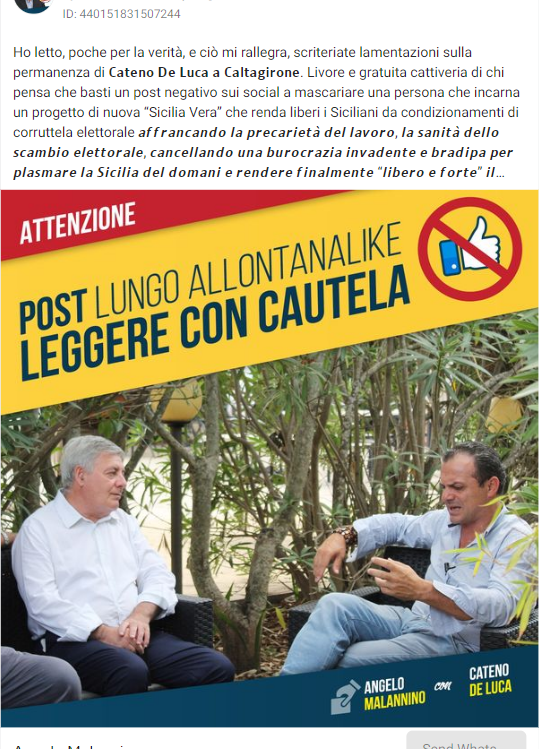 ID: 440151831507244
Ho letto, poche per la verità, e ciò mi rallegra, scriteriate lamentazioni sulla
permanenza di Cateno De Luca a Caltagirone. Livore e gratuita cattiveria di chi
pensa che basti un post negativo sui social a mascariare una persona che incarna
un progetto di nuova “Sicilia Vera” che renda liberi i Siciliani da condizionamenti di
corruttela elettorale affrancando la precarietà del lavoro, la sanità dello
scambio elettorale, cancellando una burocrazia invadente e bradipa per
plasmare la Sicilia del domani e rendere finalmente "libero e forte" il...
ATTENZIONE
POST LUNGO ALLONTANALIKE
LEGGERE CON CAUTELA
ANGELO
MALANNINO
con
CATENO
DE LUCA